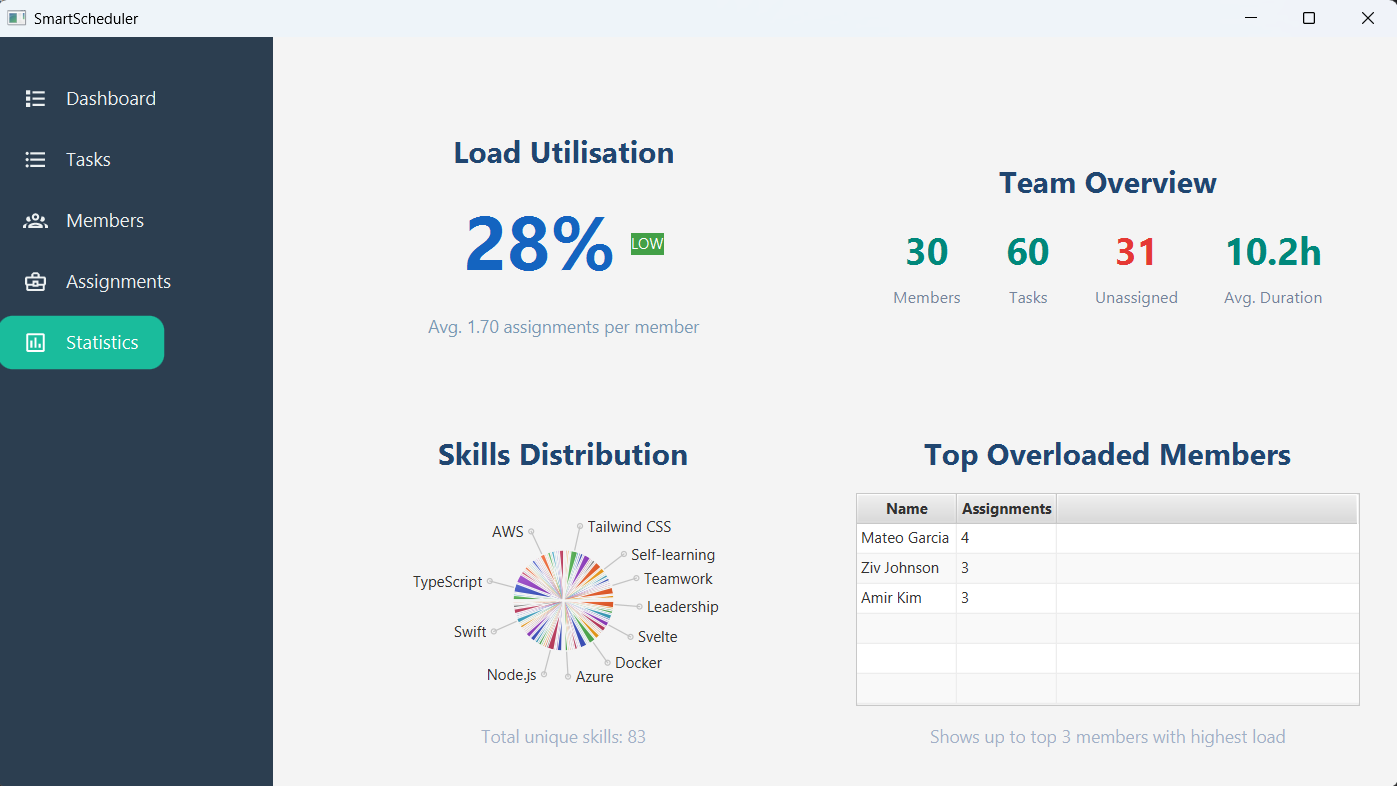 SmartScheduler
Dashboard
Tasks
Members
Assignments
Statistics
Load Utilisation
28% LOW
Avg. 1.70 assignments per member
Team Overview
30 60 31 10.2h
Members Tasks Unassigned Avg. Duration
Skills Distribution
AWS
Tailwind CSS
Self-learning
Teamwork
TypeScript
Leadership
Swift
Svelte
Docker
Node.js
Azure
Total unique skills: 83
Top Overloaded Members
Name Assignments
Mateo Garcia 4
Ziv Johnson 3
Amir Kim 3
Shows up to top 3 members with highest load